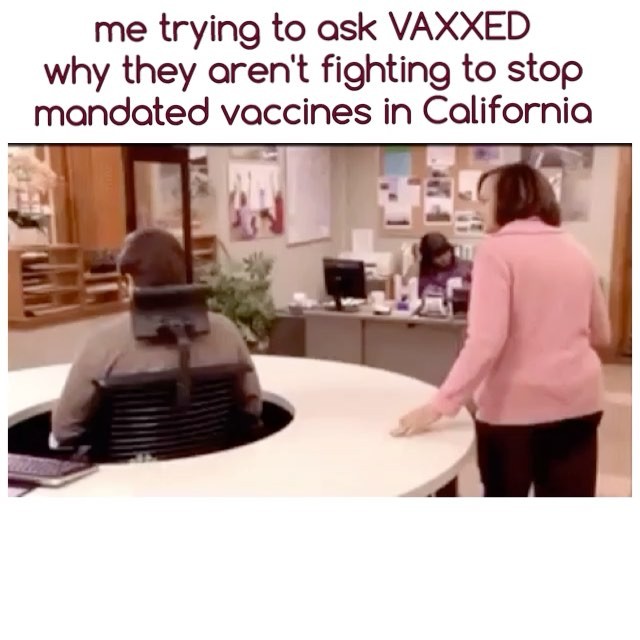 me trying to ask VAXXED
why they aren't fighting to stop
mandated vaccines in California